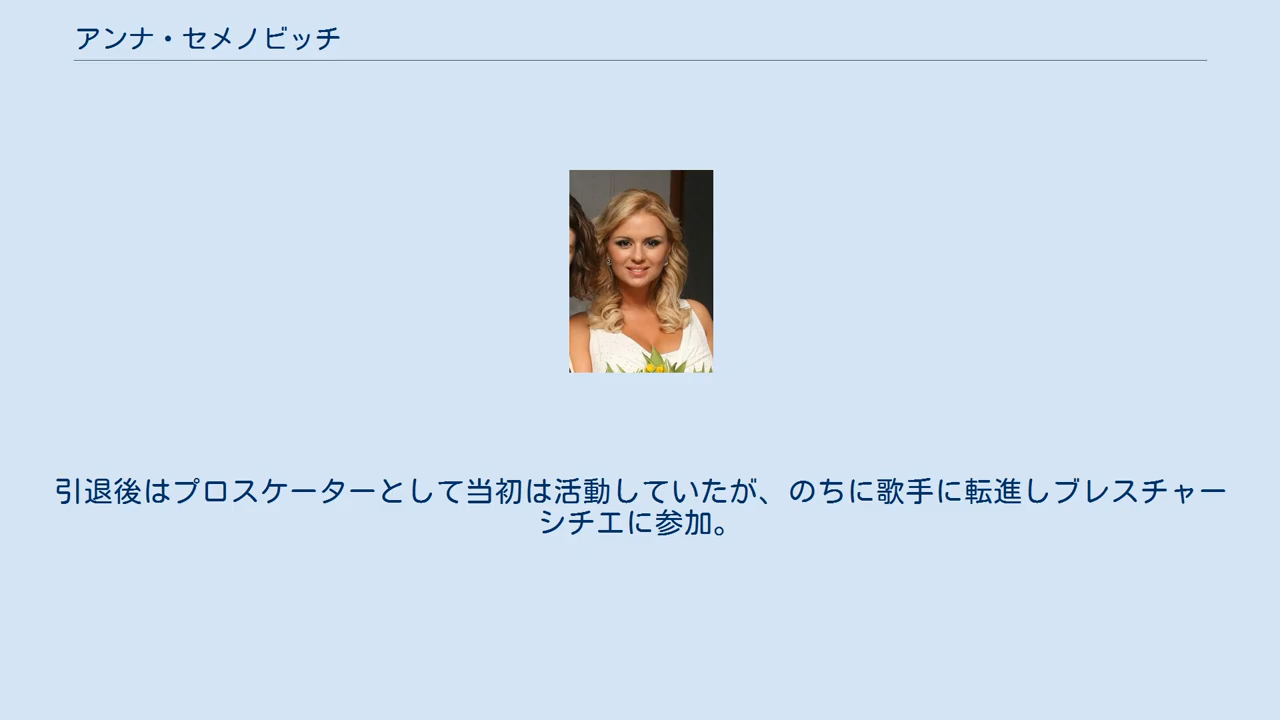 アンナ・セメノビッチ
引退後はプロスケーターとして当初は活動していたが、のちに歌手に転進しブレスチャー
シチエに参加。